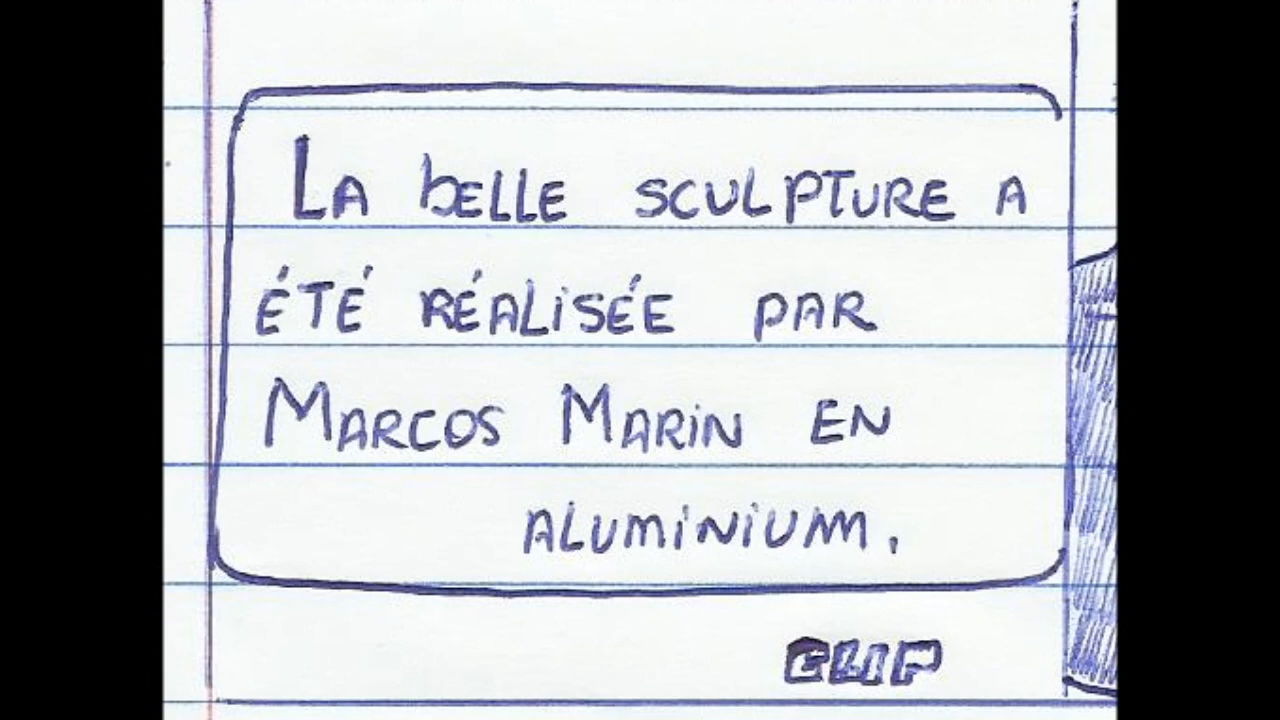 La belle sculpture a
été réalisée par
Marcos Marin en
aluminium.